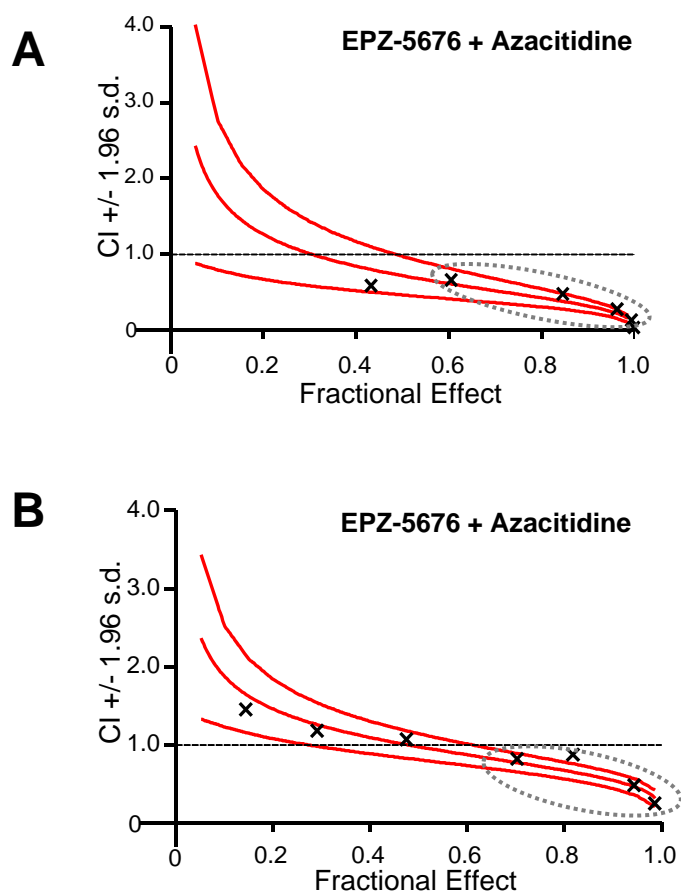 A
EPZ-5676 + Azacitidine
CI +/- 1.96 s.d.
4.0
3.0
2.0
1.0
0
0 0.2 0.4 0.6 0.8 1.0
Fractional Effect
B
EPZ-5676 + Azacitidine
CI +/- 1.96 s.d.
4.0
3.0
2.0
1.0
0
0 0.2 0.4 0.6 0.8 1.0
Fractional Effect